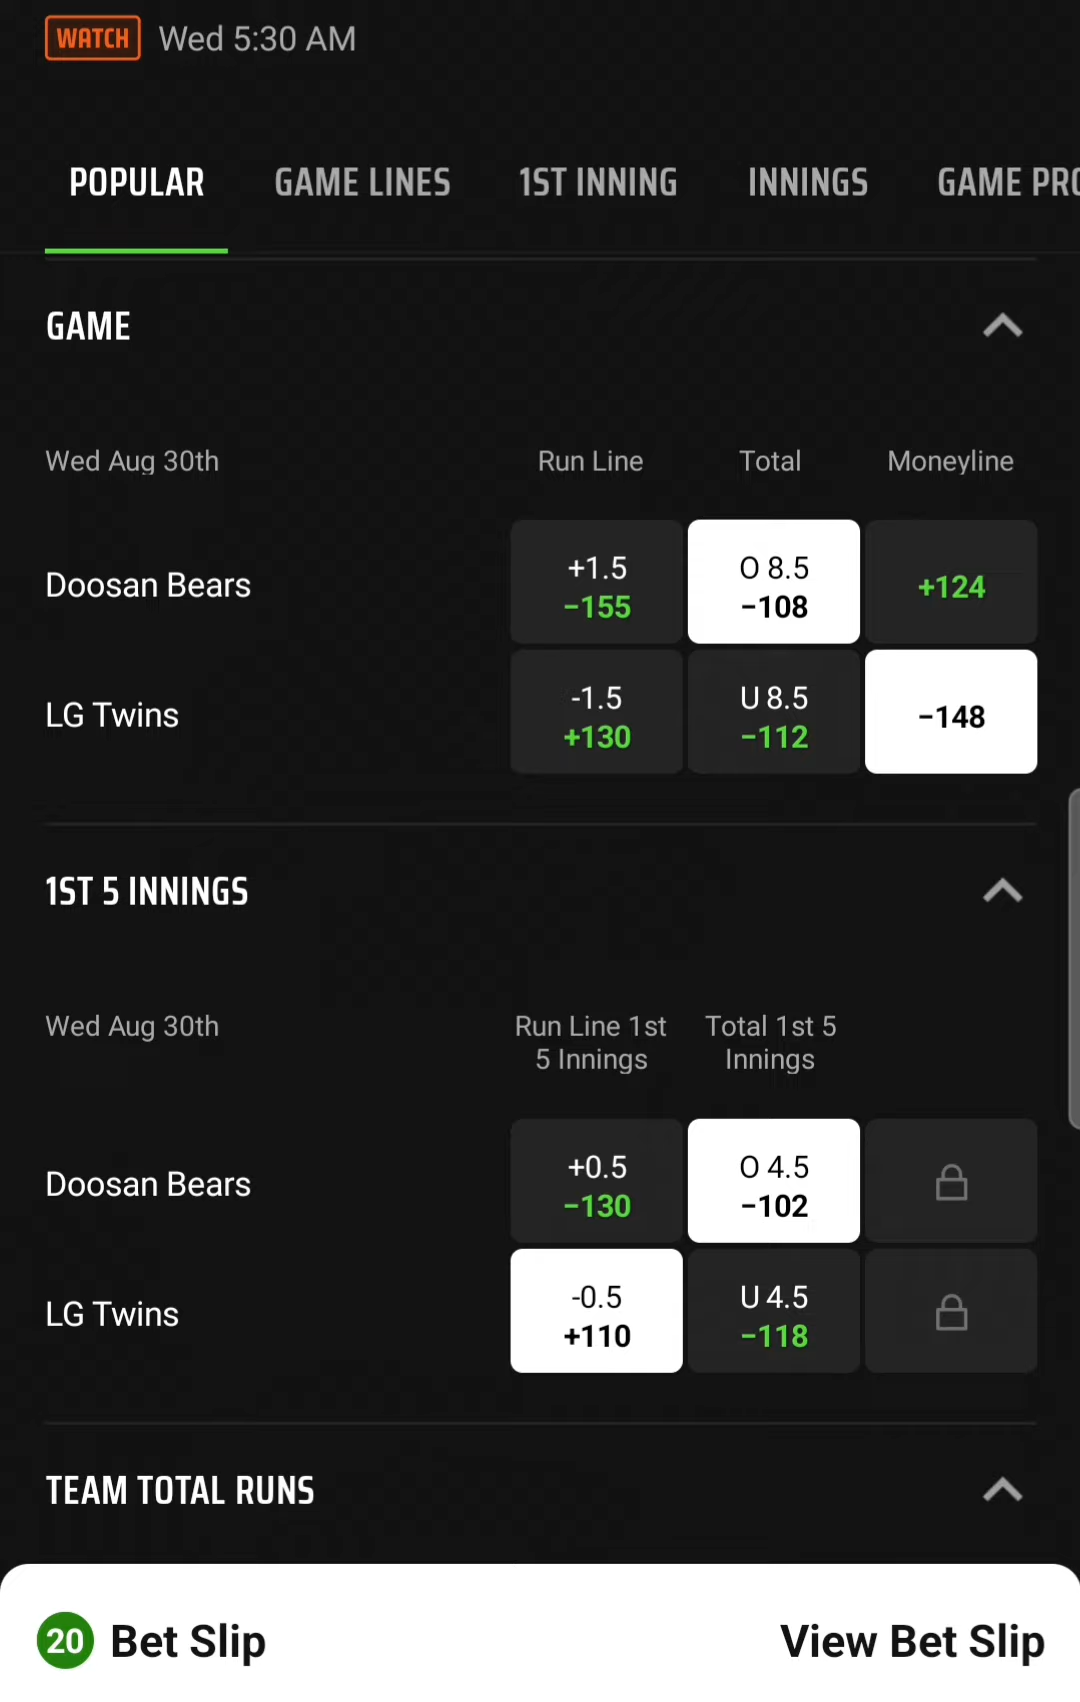 WATCH Wed 5:30 AM
POPULAR GAME LINES 1ST INNING INNINGS GAME PRO
GAME
Wed Aug 30th Run Line Total Moneyline
Doosan Bears
+1.5
−155
O 8.5
−108
+124
LG Twins
-1.5
+130
U 8.5
−112
−148
1ST 5 INNINGS
Wed Aug 30th
Run Line 1st
5 Innings
Total 1st 5
Innings
Doosan Bears
+0.5
−130
O 4.5
−102
LG Twins
-0.5
+110
U 4.5
−118
TEAM TOTAL RUNS
20 Bet Slip View Bet Slip